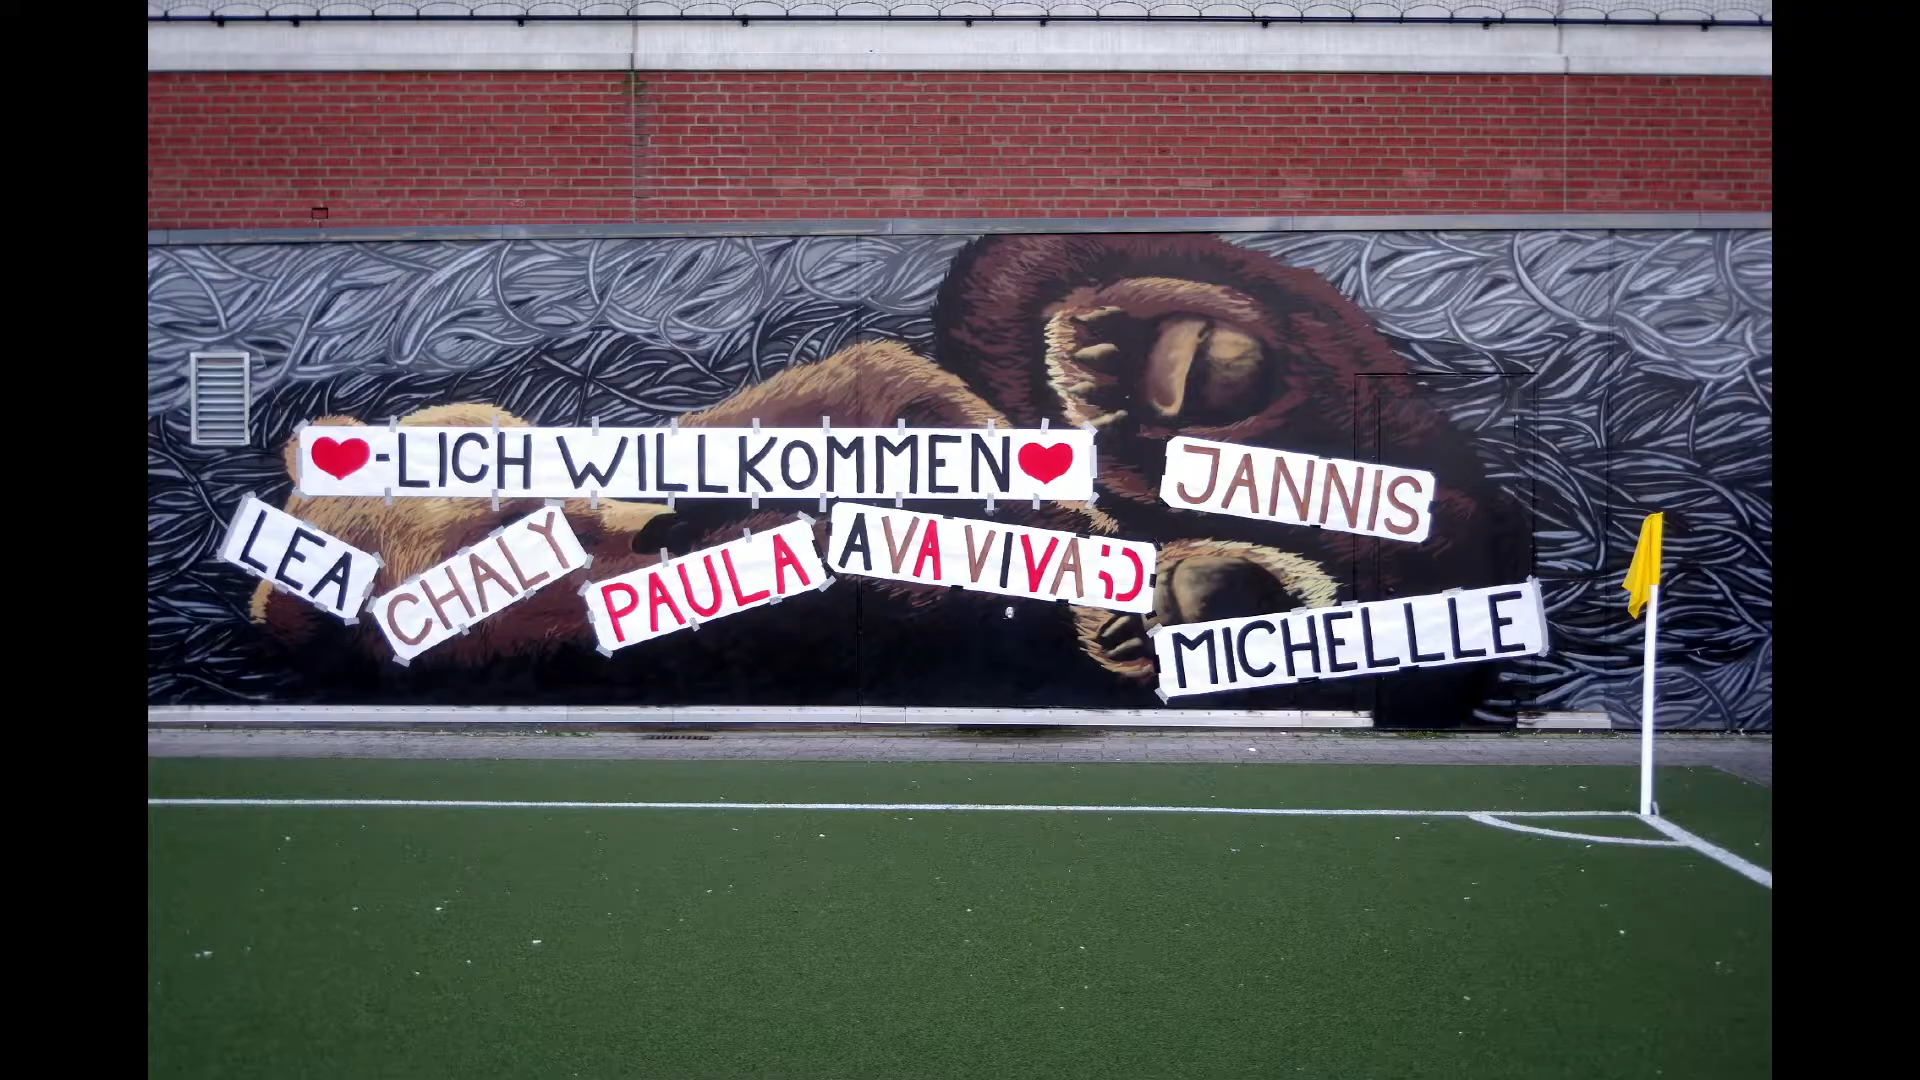 ❤-LICH WILLKOMMEN❤
JANNIS
LEA
CHALY
PAULA
AVA VIVA ;)
MICHELLLE